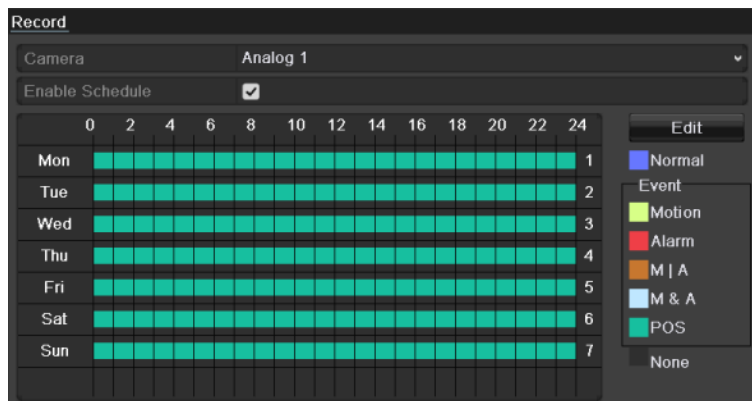 Record
Camera Analog 1
Enable Schedule
0 2 4 6 8 10 12 14 16 18 20 22 24 Edit
Mon 1 Normal
Event
Tue 2
Motion
Wed 3
Alarm
Thu 4
M | A
Fri 5
M & A
Sat 6
POS
Sun 7
None